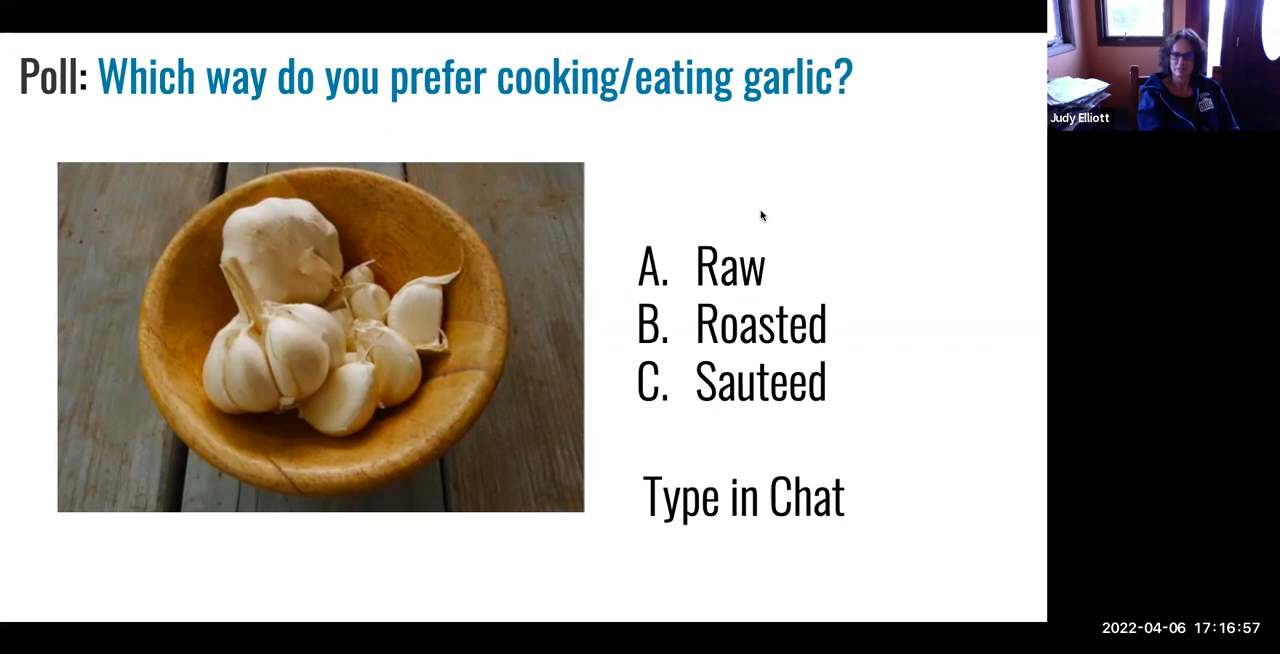 Poll: Which way do you prefer cooking/eating garlic?
A. Raw
B. Roasted
C. Sauteed
Type in Chat
Judy Elliott
2022-04-06 17:16:57